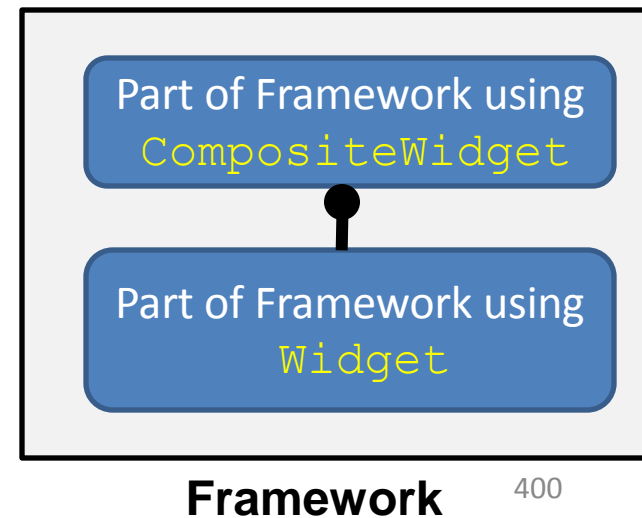 Part of Framework using
CompositeWidget
Part of Framework using
Widget
Framework
400